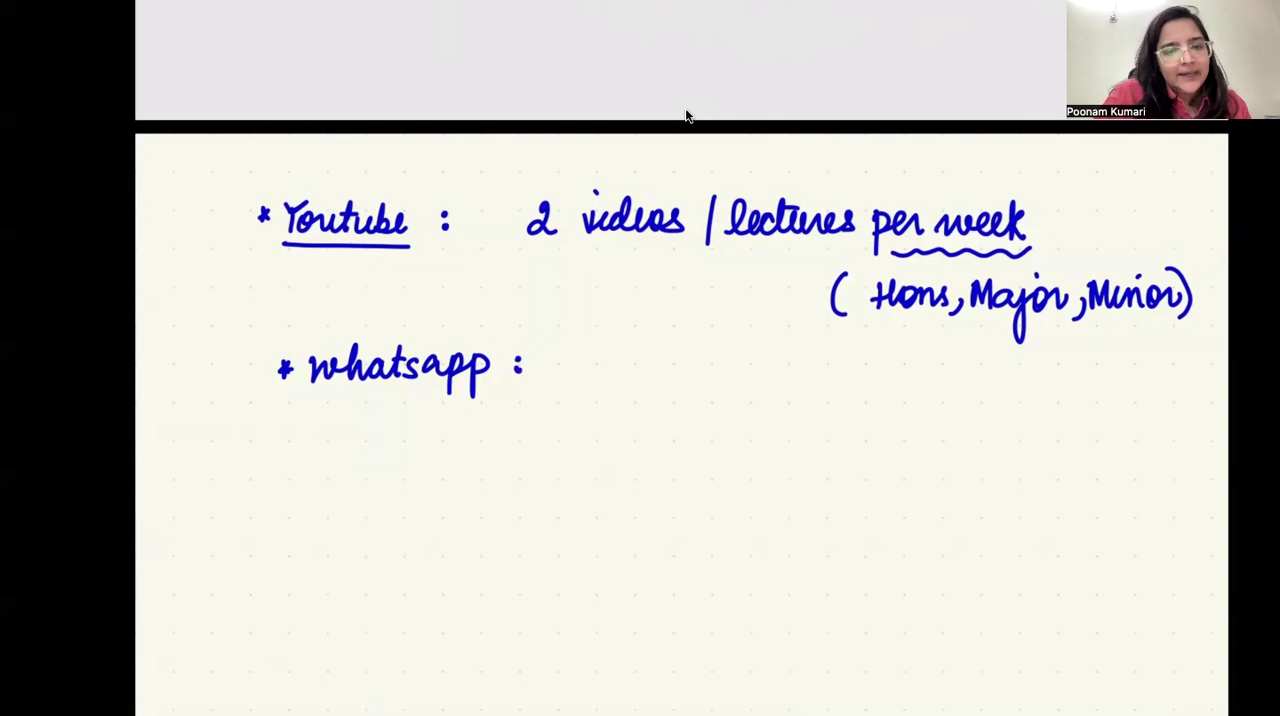 Poonam Kumari
* Youtube : 2 videos / lectures per week
( Hons, Major, Minor)
* whatsapp :